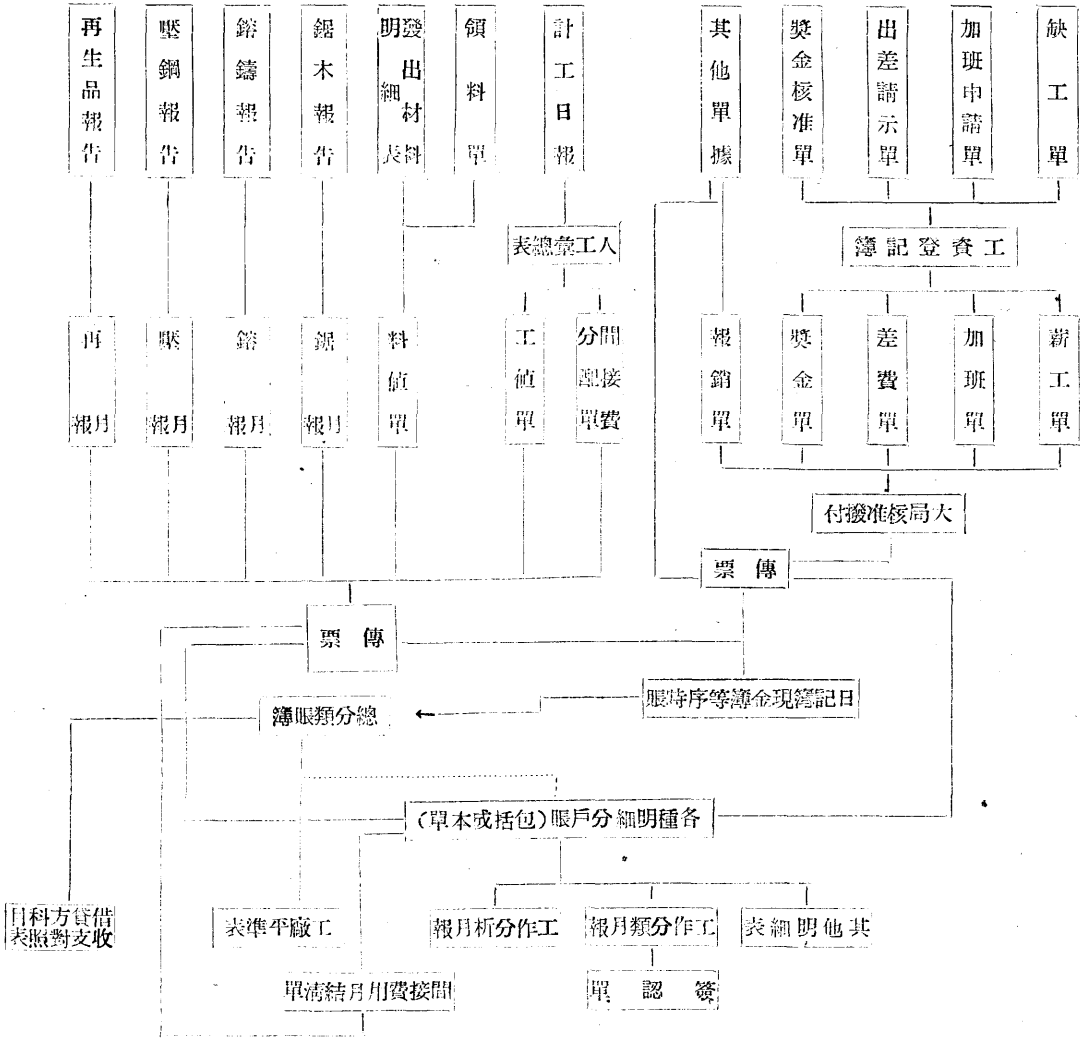 缺工單
加班申請單
出差請示單
獎金核准單
其他單據
計工日報
領料單
發出材料
明細表
鋸木報告
鎔鑄報告
壓鋼報告
再生品報告
工資登記簿
人工彙總表
薪工單
加班單
差費單
獎金單
報銷單
間接費
分配單
工値單
料値單
鋸月報
鎔月報
壓月報
再月報
大局核准撥付
傳票
傳票
日記簿現金簿等序時賬
總分類賬簿
各種明細分戶賬(包括成本單)
其他明細表
工作分類月報
工作分析月報
工廠平準表
借貸方科目
收支對照表
簽認單
間接費用月結清單